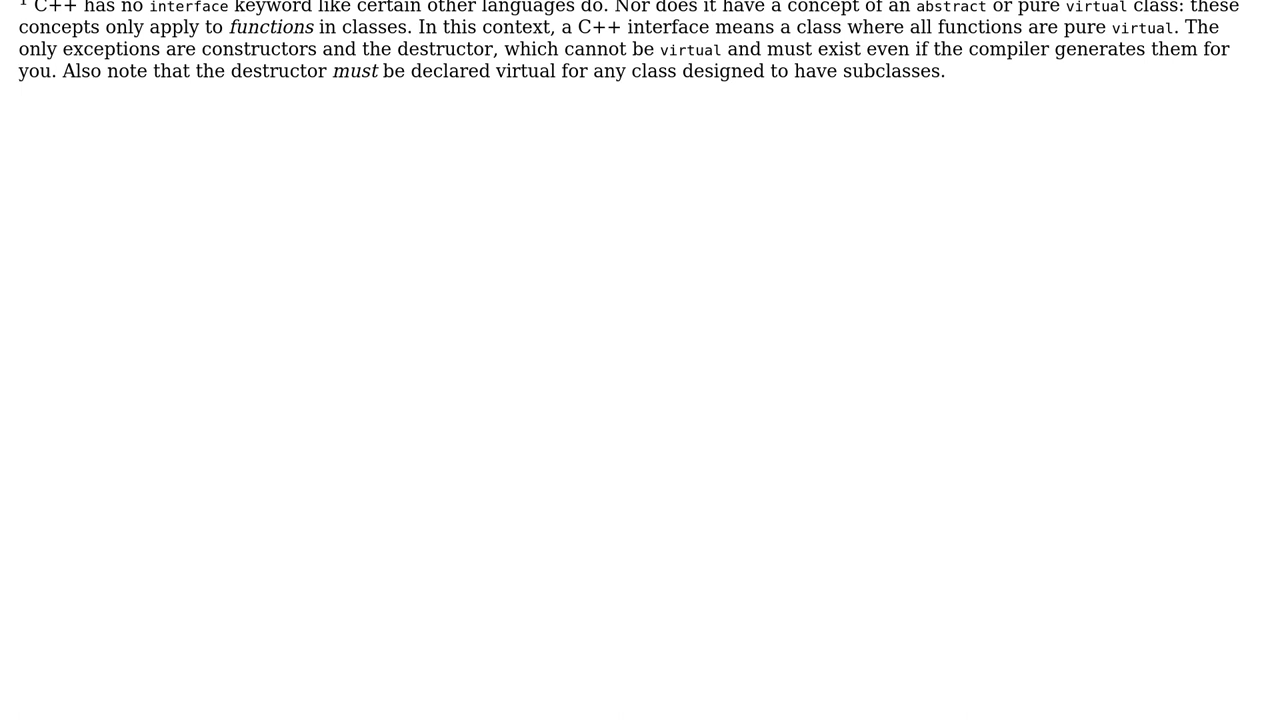 ¹ C++ has no interface keyword like certain other languages do. Nor does it have a concept of an abstract or pure virtual class: these
concepts only apply to functions in classes. In this context, a C++ interface means a class where all functions are pure virtual. The
only exceptions are constructors and the destructor, which cannot be virtual and must exist even if the compiler generates them for
you. Also note that the destructor must be declared virtual for any class designed to have subclasses.